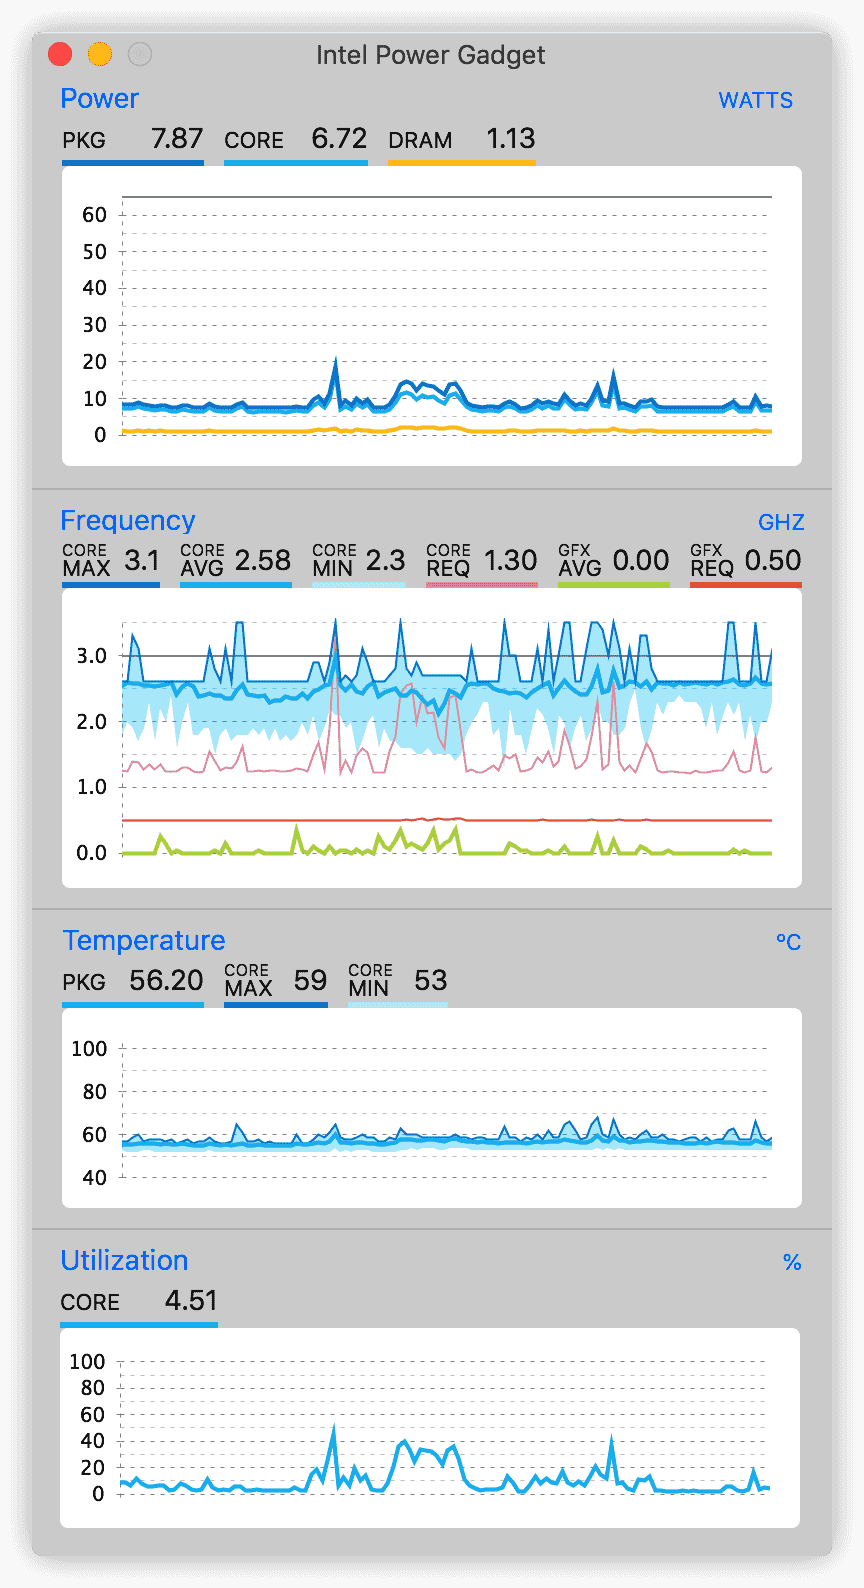 Intel Power Gadget
Power WATTS
PKG 7.87 CORE 6.72 DRAM 1.13
60
50
40
30
20
10
0
Frequency GHZ
CORE MAX 3.1 CORE AVG 2.58 CORE MIN 2.3 CORE REQ 1.30 GFX AVG 0.00 GFX REQ 0.50
3.0
2.0
1.0
0.0
Temperature ºC
PKG 56.20 CORE MAX 59 CORE MIN 53
100
80
60
40
Utilization %
CORE 4.51
100
80
60
40
20
0